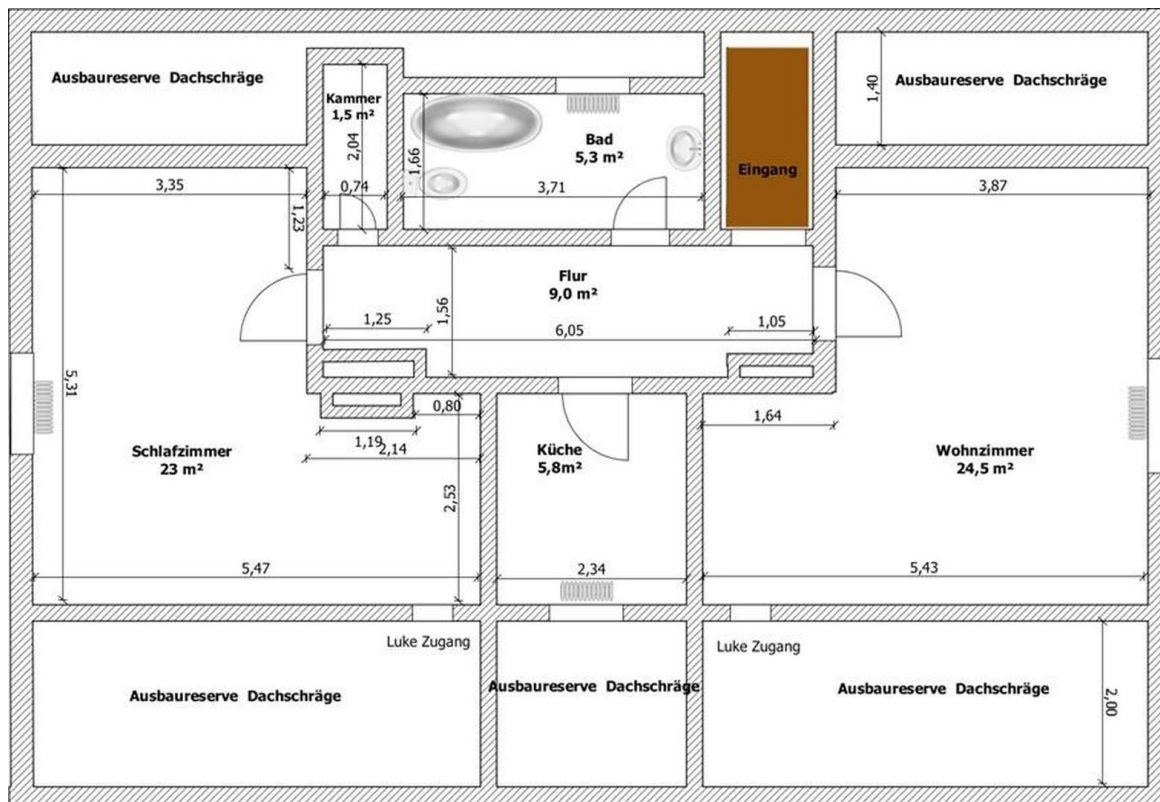 Ausbaureserve Dachschräge
Kammer
1,5 m²
2,04
0,74
1,66
Bad
5,3 m²
3,71
Eingang
1,40
Ausbaureserve Dachschräge
3,35
1,23
3,87
Flur
9,0 m²
1,56
1,25
6,05
1,05
5,31
0,80
1,19
2,14
1,64
Schlafzimmer
23 m²
2,53
Küche
5,8m²
Wohnzimmer
24,5 m²
5,47
2,34
5,43
Luke Zugang
Luke Zugang
Ausbaureserve Dachschräge
Ausbaureserve Dachschräge
Ausbaureserve Dachschräge
2,00